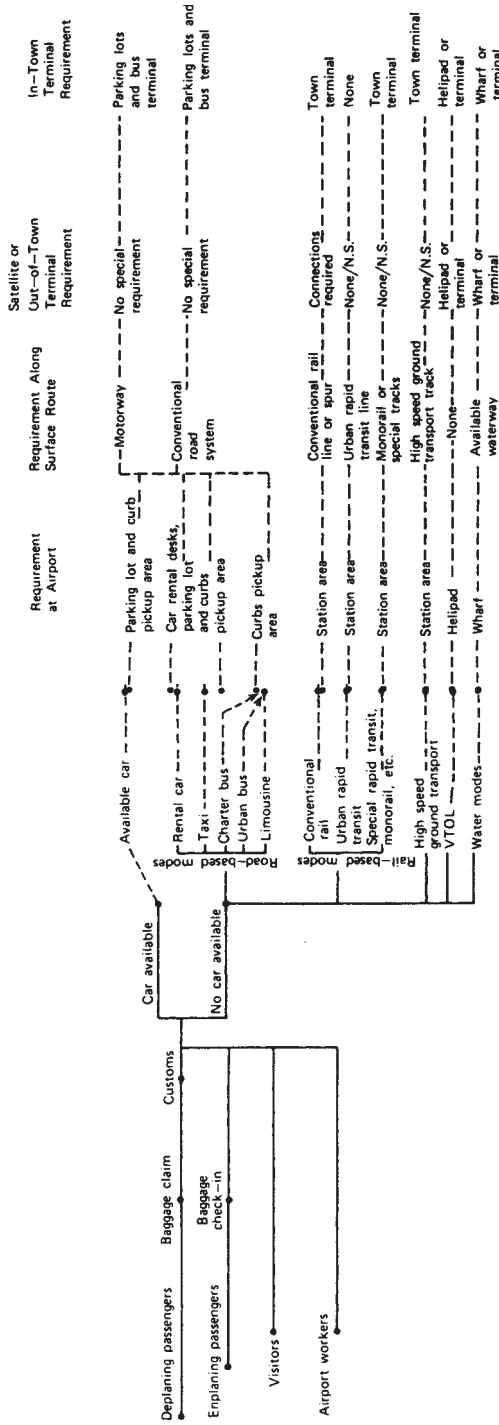 Requirement
at Airport
Requirement Along
Surface Route
Satellite or
Out-of-Town
Terminal
Requirement
In-Town
Terminal
Requirement
Deplaning passengers
Baggage claim
Customs
Enplaning passengers
Baggage
check-in
Visitors
Airport workers
Car available
No car available
Available car
Parking lot and curb
pickup area
Motorway
No special
requirement
Parking lots
and bus
terminal
Road-based
modes
Rental car
Car rental desks,
parking lot
and curbs
Taxi
Charter bus
pickup area
Urban bus
Limousine
Curbs pickup
area
Conventional
road
system
No special
requirement
Parking lots and
bus terminal
Rail-based
modes
Conventional
rail
Station area
Conventional rail
line or spur
Connections
required
Town
terminal
Urban rapid
transit
Station area
Urban rapid
transit line
None/N.S.
None
Special rapid transit,
monorail, etc.
Station area
Monorail or
special tracks
None/N.S.
Town
terminal
High speed
ground transport
Station area
High speed ground
transport track
None/N.S.
Town terminal
VTOL
Helipad
None
Helipad or
terminal
Helipad or
terminal
Water modes
Wharf
Available
waterway
Wharf or
terminal
Wharf or
terminal